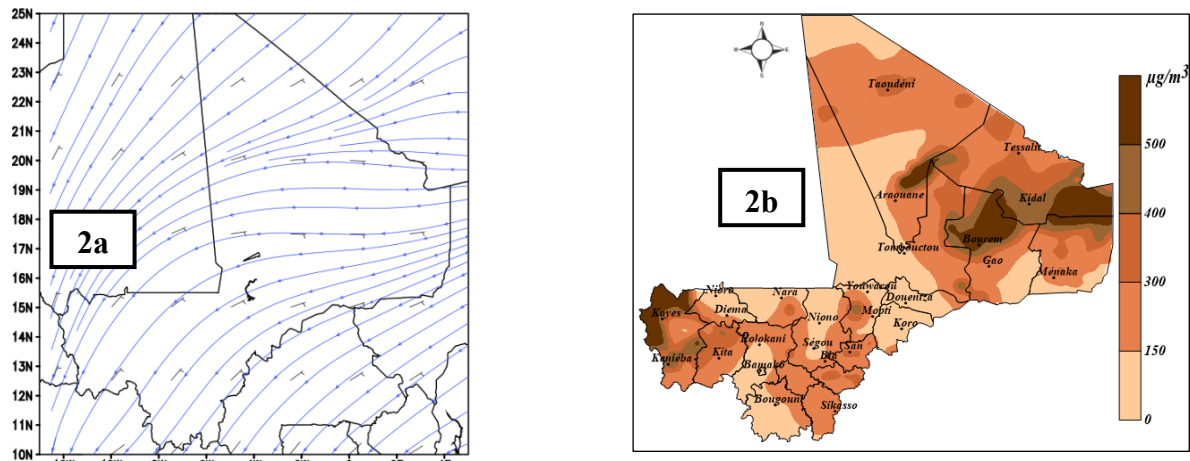 25N
24N
23N
22N
21N
20N
19N
18N
17N
16N
15N
14N
13N
12N
11N
10N
2a
N
W E
S
2b
µg/m³
500
400
300
150
0
Taoudéni
Tessalit
Araouane
Kidal
Tombouctou
Bourem
Gao
Ménaka
Nioro
Nara
Youwarou
Douentza
Kayes
Diema
Niono
Mopti
Koro
Kolokani
Ségou
San
Kéniéba
Kita
Bla
Bamako
Bougouni
Sikasso